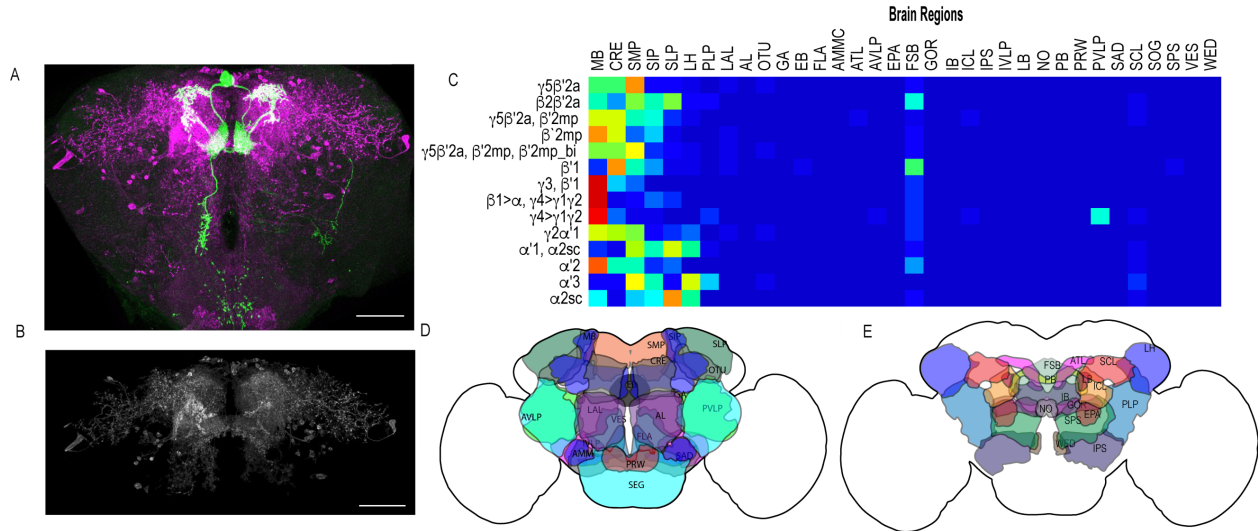 Brain Regions
MB CRE SMP SIP SLP LH PLP LAL AL OTU GA EB FLA AMMC ATL AVLP EPA FSB GOR IB ICL IPS IVLP LB NO PB PRW PVLP SAD SCL SOG SPS VES WED
A
C
γ5β'2a
β2β'2a
γ5β'2a, β'2mp
β`2mp
γ5β'2a, β'2mp, β'2mp_bi
β'1
γ3, β'1
β1>α, γ4>γ1γ2
γ4>γ1γ2
γ2α'1
α'1, α2sc
α'2
α'3
α2sc
B
D
MB
SMP
SIP
SLP
CRE
OTU
EB
GA
AVLP
LAL
AL
PVLP
VES
FLA
AMM
SAD
PRW
SEG
E
FSB
ATL
SCL
LH
PB
LB
ICL
IB
PLP
NO
GO
EPA
SPS
IPS